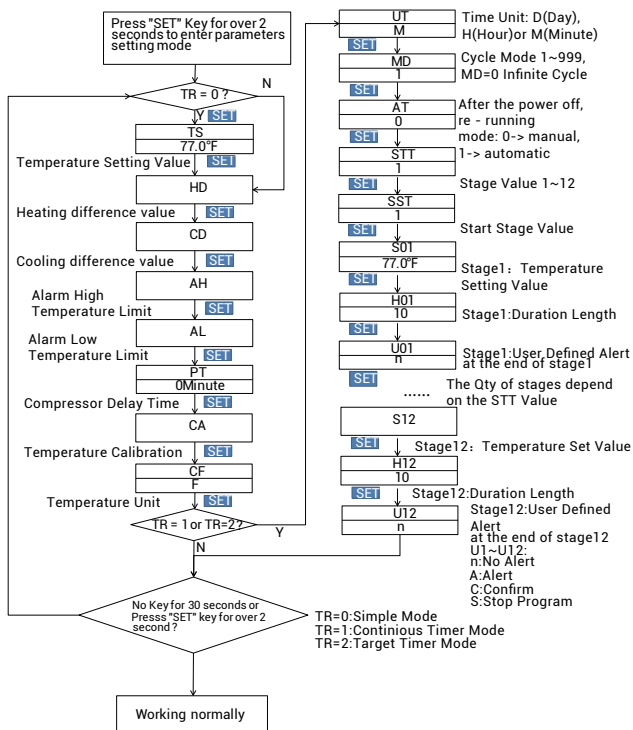 Press "SET" Key for over 2
seconds to enter parameters
setting mode
TR = 0 ?
N
Y
SET
TS
77.0°F
Temperature Setting Value
SET
HD
Heating difference value
SET
CD
Cooling difference value
SET
AH
Alarm High
Temperature Limit
SET
AL
Alarm Low
Temperature Limit
SET
PT
0Minute
Compressor Delay Time
SET
CA
Temperature Calibration
SET
CF
F
Temperature Unit
SET
TR = 1 or TR=2?
Y
N
No Key for 30 seconds or
Presss "SET" key for over 2
second ?
Working normally
UT
M
Time Unit: D(Day),
H(Hour)or M(Minute)
SET
MD
1
Cycle Mode 1~999,
MD=0 Infinite Cycle
SET
AT
0
After the power off,
re - running
mode: 0-> manual,
1-> automatic
SET
STT
1
Stage Value 1~12
SET
SST
1
Start Stage Value
SET
S01
77.0°F
Stage1: Temperature
Setting Value
SET
H01
10
Stage1:Duration Length
SET
U01
n
Stage1:User Defined Alert
at the end of stage1
SET
......
The Qty of stages depend
on the STT Value
S12
SET
Stage12: Temperature Set Value
H12
10
SET
Stage12:Duration Length
U12
n
Stage12:User Defined
Alert
at the end of stage12
U1~U12:
n:No Alert
A:Alert
C:Confirm
S:Stop Program
TR=0:Simple Mode
TR=1:Continious Timer Mode
TR=2:Target Timer Mode